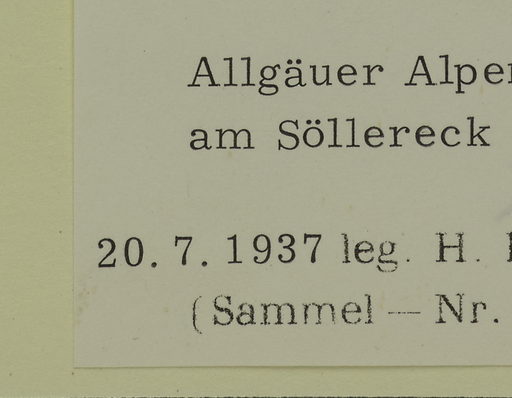 Allgäuer Alpen
am Söllereck
20. 7. 1937 leg. H.
(Sammel — Nr.